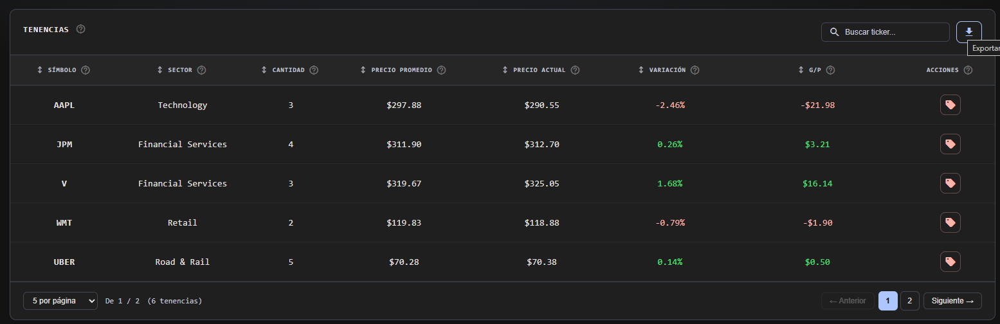 TENENCIAS
Buscar ticker...
Exportar
SÍMBOLO SECTOR CANTIDAD PRECIO PROMEDIO PRECIO ACTUAL VARIACIÓN G/P ACCIONES
AAPL Technology 3 $297.88 $290.55 -2.46% -$21.98
JPM Financial Services 4 $311.90 $312.70 0.26% $3.21
V Financial Services 3 $319.67 $325.05 1.68% $16.14
WMT Retail 2 $119.83 $118.88 -0.79% -$1.90
UBER Road & Rail 5 $70.28 $70.38 0.14% $0.50
5 por página De 1 / 2 (6 tenencias) ← Anterior 1 2 Siguiente →